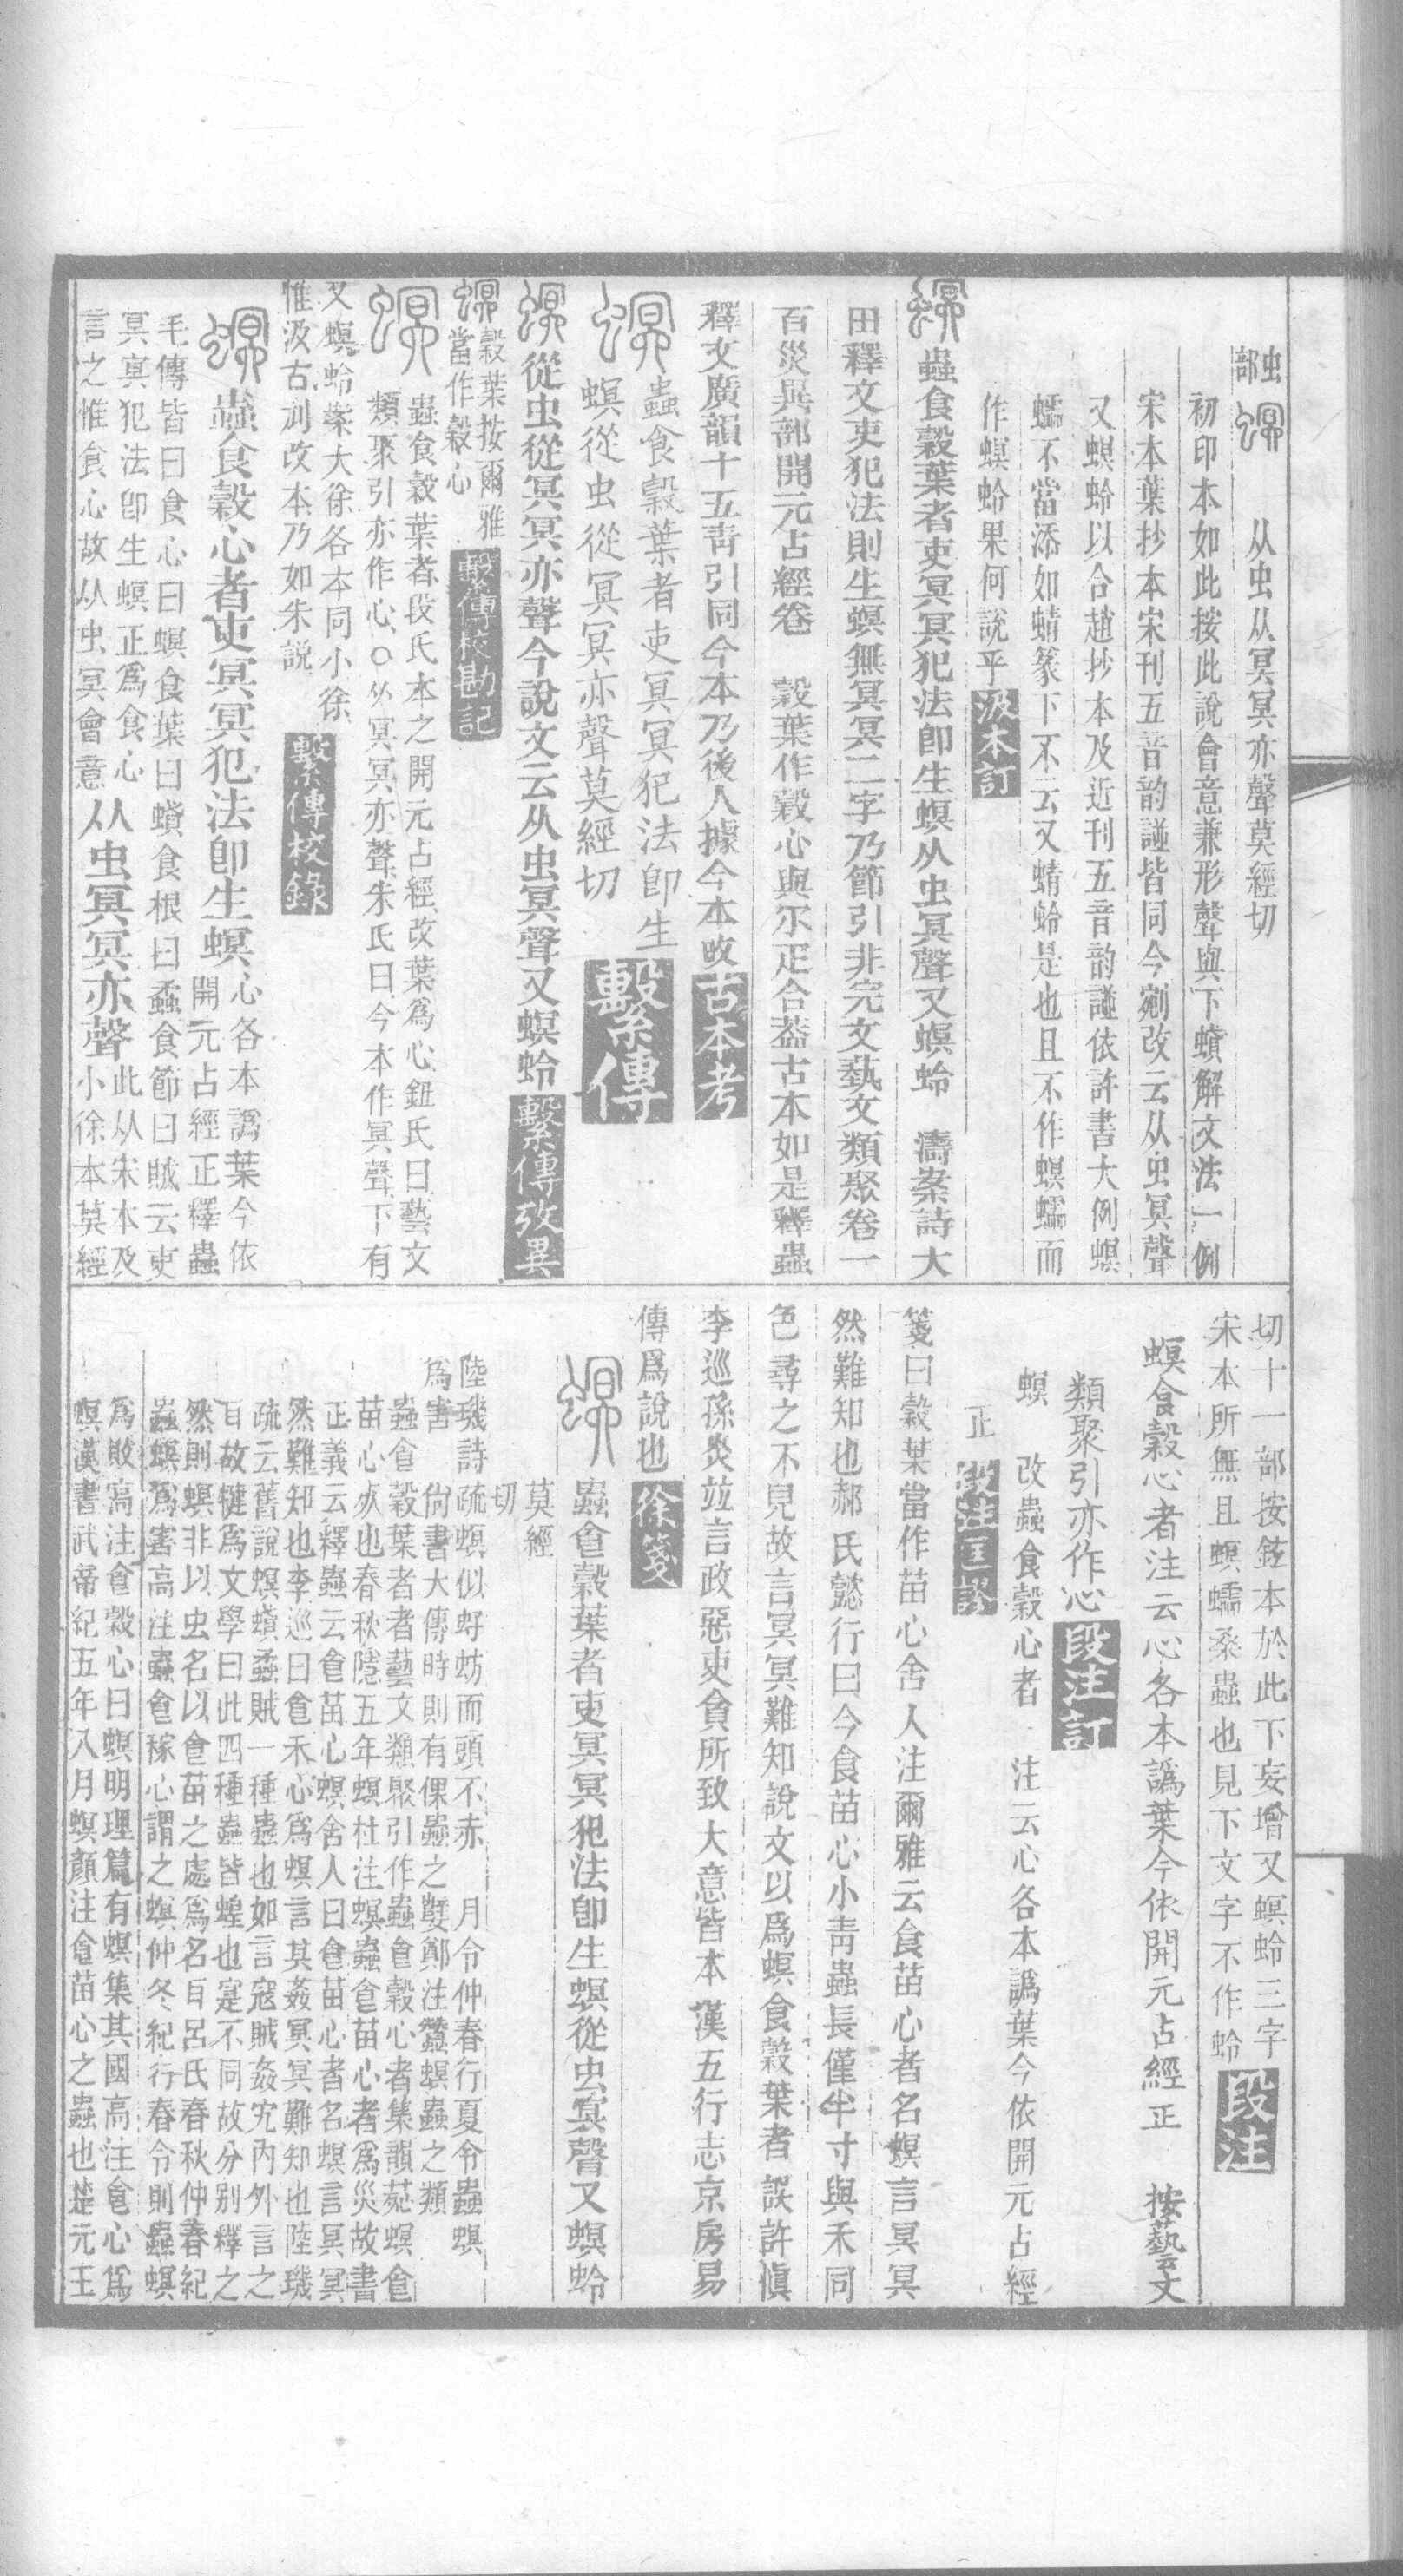 虫部 螟 从虫从冥冥亦聲莫經切
初印本如此按此說會意兼形聲與下蟘解文法一例
宋本葉抄本宋刊五音韵譜皆同今剜改云从虫冥聲
又螟蛉以合趙抄本及近刊五音韵譜依許書大例螟
蠕不當添如蜻篆下不云又蜻蛉是也且不作螟蠕而
作螟蛉果何說乎 汲本訂
螟 蟲食穀葉者吏冥冥犯法卽生螟从虫冥聲又螟蛉 濤案詩大
田釋文吏犯法則生螟無冥冥二字乃節引非完文蓺文類聚卷一
百災異部開元占經卷 穀葉作穀心與尒疋合葢古本如是釋蟲
釋文廣韻十五靑引同今本乃後人據今本改 古本考
螟 蟲食穀葉者吏冥冥犯法卽生
螟從虫從冥冥亦聲莫經切 繫傳
螟 從虫從冥冥亦聲今說文云从虫冥聲又螟蛉 繫傳攷異
螟 穀葉按爾雅
當作穀心 繫傳校勘記
螟 蟲食穀葉者段氏本之開元占經改葉爲心鈕氏曰藝文
類聚引亦作心○从冥冥亦聲朱氏曰今本作冥聲下有
又螟蛉案大徐各本同小徐
惟汲古剜改本乃如朱說 繫傳校錄
螟 蟲食穀心者吏冥冥犯法卽生螟 心各本譌葉今依
開元占經正釋蟲
毛傳皆曰食心曰螟食葉曰蟘食根曰蟊食節曰賊云吏
冥冥犯法卽生螟正爲食心 此从宋本及
言之惟食心故从虫冥會意 从虫冥冥亦聲 小徐本莫經
切十一部按鉉本於此下妄增又螟蛉三字
宋本所無且螟蠕桑蟲也見下文字不作蛉 段注
螟食穀心者注云心各本譌葉今依開元占經正 按藝文
類聚引亦作心 段注訂
螟 改蟲食穀心者 注云心各本譌葉今依開元占經
正 段注匡謬
箋曰穀葉當作苗心舍人注爾雅云食苗心者名螟言冥冥
然難知也郝氏懿行曰今食苗心小靑蟲長僅半寸與禾同
色尋之不見故言冥冥難知說文以爲螟食穀葉者誤許愼
李巡孫炎竝言政惡吏貪所致大意皆本漢五行志京房易
傳爲說也 徐箋
螟 蟲食穀葉者吏冥冥犯法卽生螟從虫冥聲又螟蛉
莫經
切
陸璣詩疏螟似虸蚄而頭不赤 月令仲春行夏令蟲螟
爲害 尙書大傳時則有倮蟲之孼鄭注蠶螟蟲之類
蟲食穀葉者者藝文類聚引作蟲食穀心者集韻菀螟食
苗心 亦也春秋隱五年螟杜注螟蟲食苗心者爲災故書
正義云釋蟲云食苗心螟舍人曰食苗心者名螟言冥冥
然難知也李巡曰食禾心爲螟言其姦冥冥難知也陸璣
疏云舊說螟蟘蟊賊一種蟲也如言寇賊姦宄內外言之
耳故犍爲文學曰此四種蟲皆蝗也寔不同故分別釋之
然則螟非以虫名以食苗之處爲名耳呂氏春秋仲春紀
蟲螟爲害高注蟲食稼心謂之螟仲冬紀行春令則蟲螟
爲敗高注食穀心曰螟明理篇有螟集其國高注食心爲
螟漢書武帝紀五年八月螟顏注食苗心之蟲也楚元王